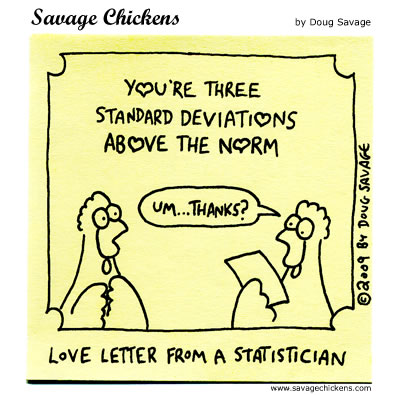 Savage Chickens
by Doug Savage
YOU'RE THREE
STANDARD DEVIATIONS
ABOVE THE NORM
UM...THANKS?
©2009 BY DOUG SAVAGE
LOVE LETTER FROM A STATISTICIAN
www.savagechickens.com